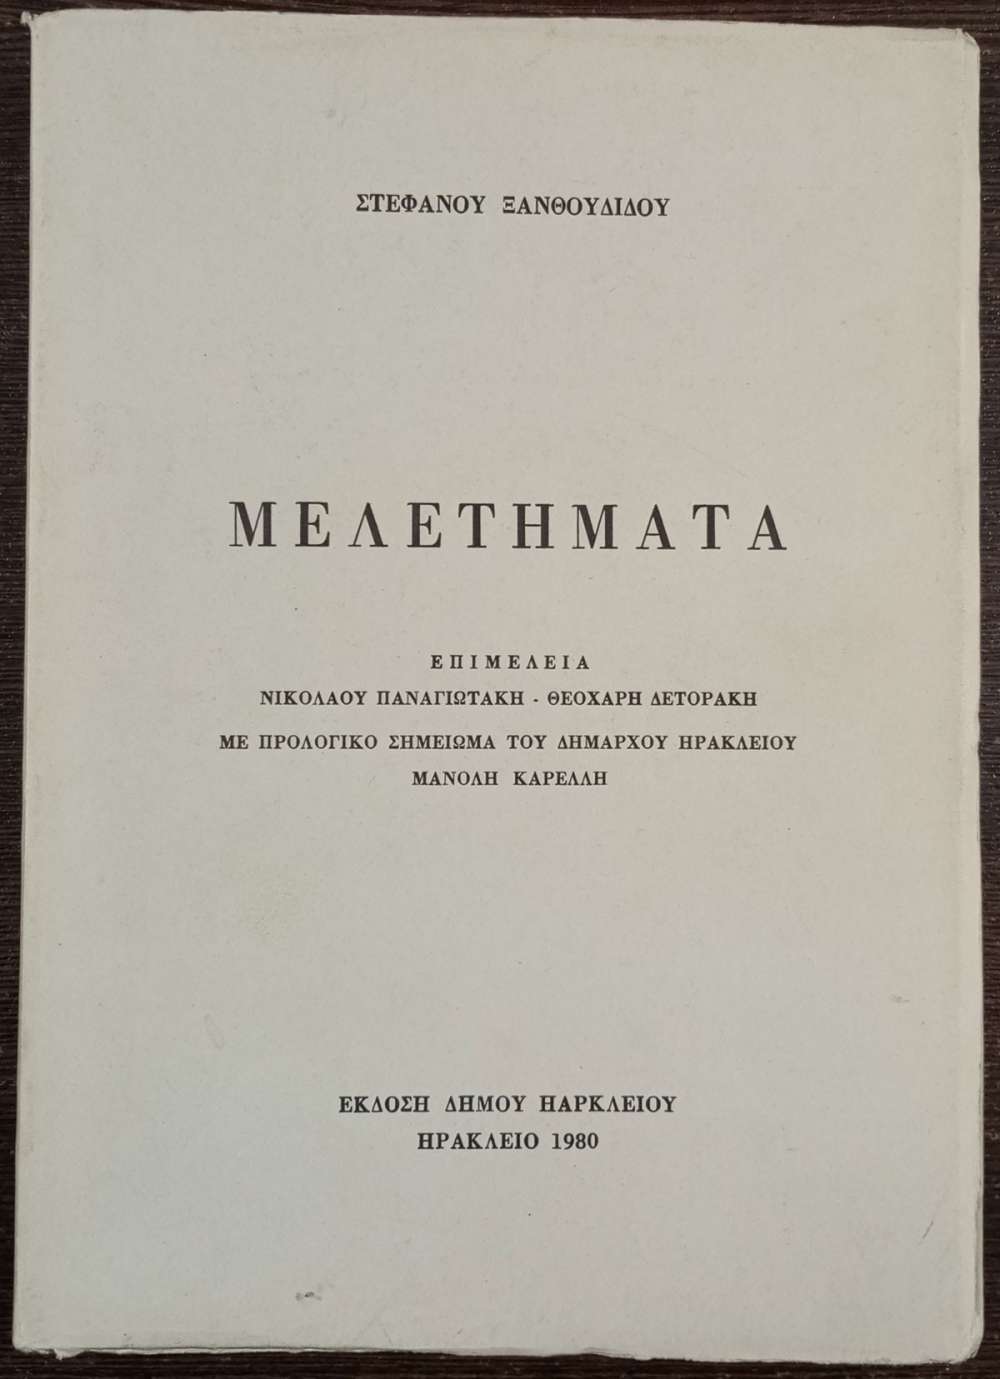 ΣΤΕΦΑΝΟΥ ΞΑΝΘΟΥΔΙΔΟΥ
ΜΕΛΕΤΗΜΑΤΑ
ΕΠΙΜΕΛΕΙΑ
ΝΙΚΟΛΑΟΥ ΠΑΝΑΓΙΩΤΑΚΗ - ΘΕΟΧΑΡΗ ΔΕΤΟΡΑΚΗ
ΜΕ ΠΡΟΛΟΓΙΚΟ ΣΗΜΕΙΩΜΑ ΤΟΥ ΔΗΜΑΡΧΟΥ ΗΡΑΚΛΕΙΟΥ
ΜΑΝΟΛΗ ΚΑΡΕΛΛΗ
ΕΚΔΟΣΗ ΔΗΜΟΥ ΗΑΡΚΛΕΙΟΥ
ΗΡΑΚΛΕΙΟ 1980